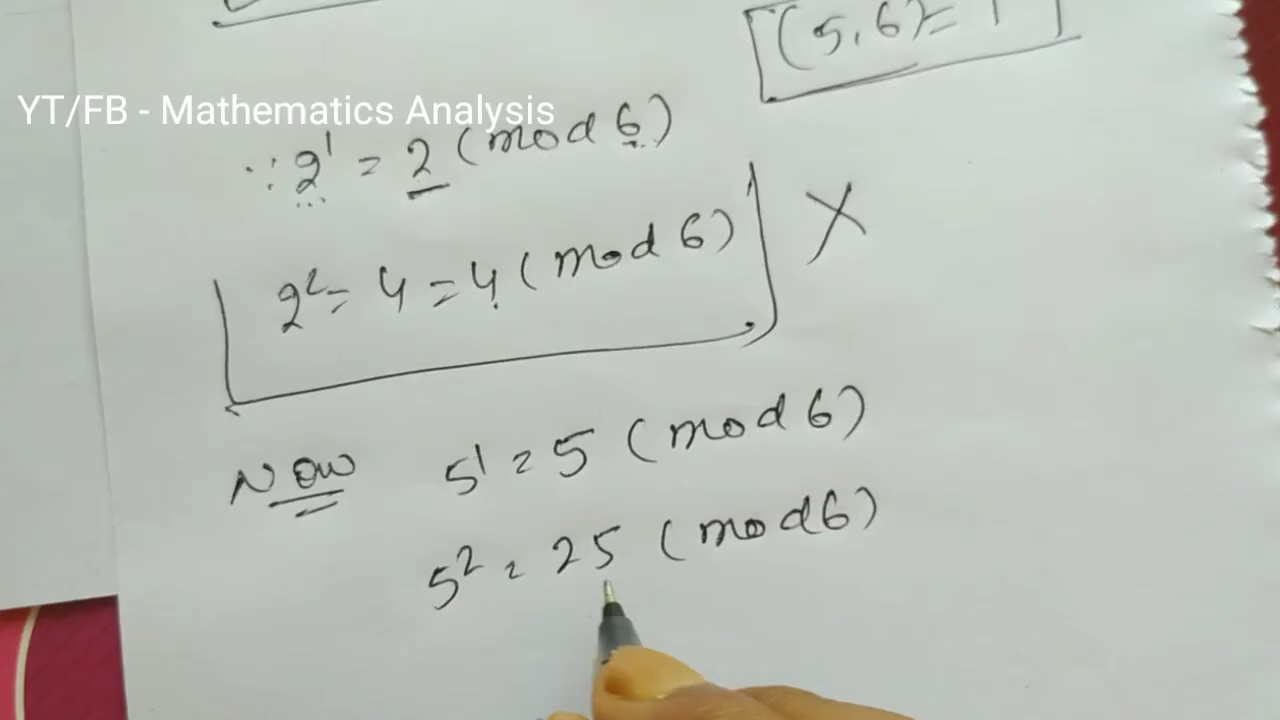 (5,6)=1
YT/FB - Mathematics Analysis
∵ 2¹ = 2 (mod 6)
2² = 4 = 4 (mod 6) X
Now 5¹ = 5 (mod 6)
5² = 25 (mod 6)